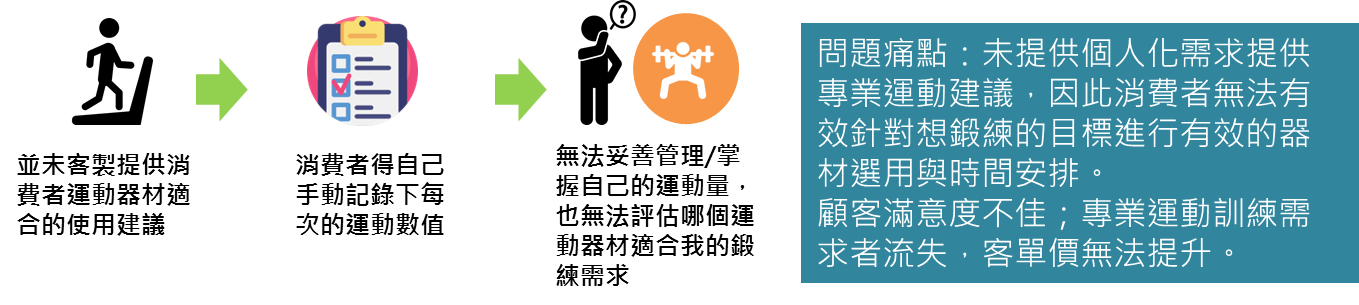 並未客製提供消
費者運動器材適
合的使用建議
消費者得自己
手動記錄下每
次的運動數值
?
無法妥善管理/掌
握自己的運動量，
也無法評估哪個運
動器材適合我的鍛
練需求
問題痛點：未提供個人化需求提供
專業運動建議，因此消費者無法有
效針對想鍛練的目標進行有效的器
材選用與時間安排。
顧客滿意度不佳；專業運動訓練需
求者流失，客單價無法提升。